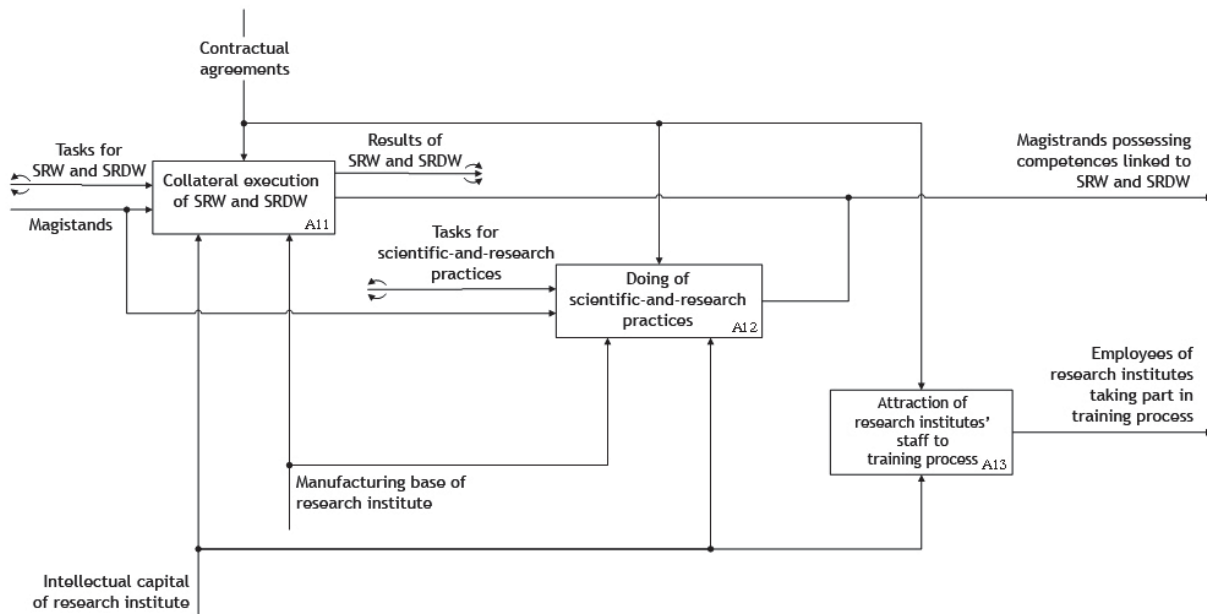 Contractual
agreements
Tasks for
SRW and SRDW
Results of
SRW and SRDW
Magistrands possessing
competences linked to
SRW and SRDW
Collateral execution
of SRW and SRDW
A11
Magistands
Tasks for
scientific-and-research
practices
Doing of
scientific-and-research
practices
A12
Employees of
research institutes
taking part in
training process
Attraction of
research institutes’
staff to
training process
A13
Manufacturing base of
research institute
Intellectual capital
of research institute